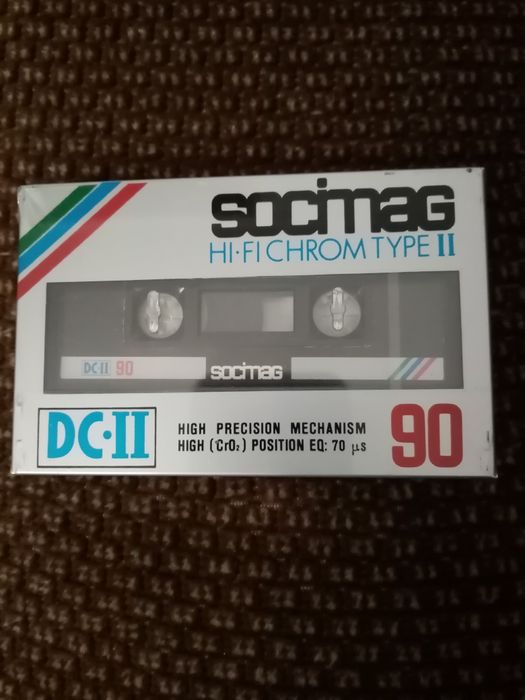 socimag
HI·FI CHROM TYPE II
DC·II 90
socimag
DC·II
HIGH PRECISION MECHANISM
HIGH (CrO₂) POSITION EQ: 70 μs
90